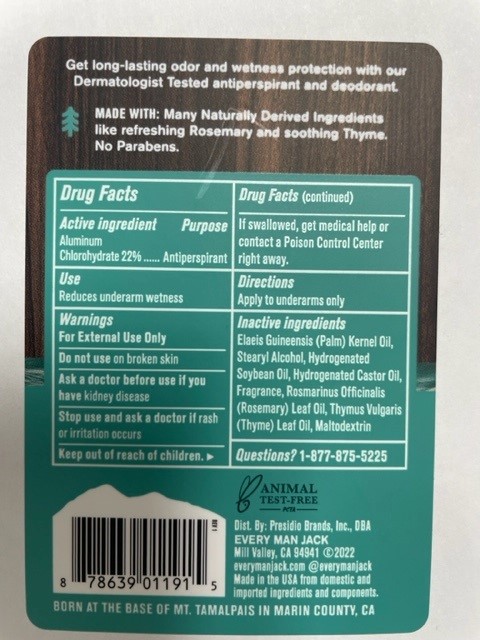 Get long-lasting odor and wetness protection with our
Dermatologist Tested antiperspirant and deodorant.
MADE WITH: Many Naturally Derived Ingredients
like refreshing Rosemary and soothing Thyme.
No Parabens.
Drug Facts
Active ingredient Purpose
Aluminum
Chlorohydrate 22% ...... Antiperspirant
Use
Reduces underarm wetness
Warnings
For External Use Only
Do not use on broken skin
Ask a doctor before use if you
have kidney disease
Stop use and ask a doctor if rash
or irritation occurs
Keep out of reach of children. ▶
Drug Facts (continued)
If swallowed, get medical help or
contact a Poison Control Center
right away.
Directions
Apply to underarms only
Inactive ingredients
Elaeis Guineensis (Palm) Kernel Oil,
Stearyl Alcohol, Hydrogenated
Soybean Oil, Hydrogenated Castor Oil,
Fragrance, Rosmarinus Officinalis
(Rosemary) Leaf Oil, Thymus Vulgaris
(Thyme) Leaf Oil, Maltodextrin
Questions? 1-877-875-5225
ANIMAL
TEST-FREE
PETA
Dist. By: Presidio Brands, Inc., DBA
EVERY MAN JACK
Mill Valley, CA 94941 ©2022
everymanjack.com @everymanjack
Made in the USA from domestic and
imported ingredients and components.
8 78639 01191 5
BORN AT THE BASE OF MT. TAMALPAIS IN MARIN COUNTY, CA